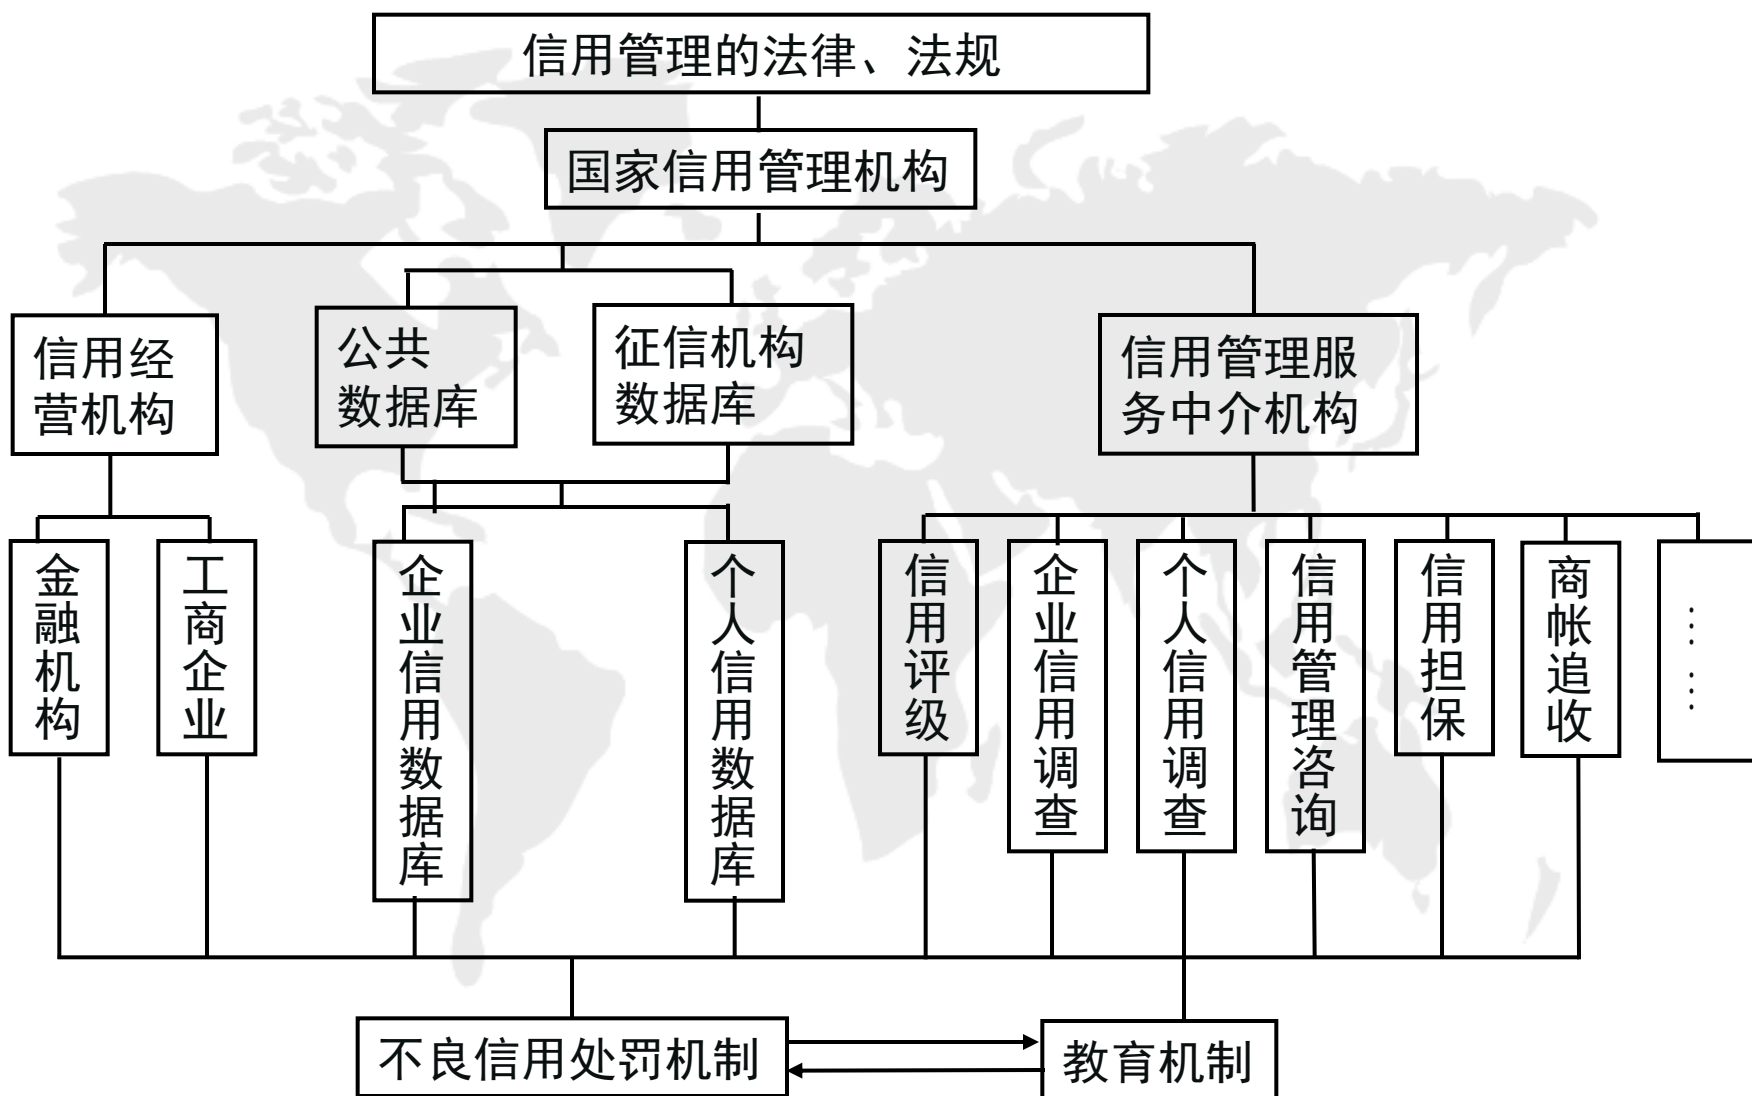 信用管理的法律、法规
国家信用管理机构
信用经
营机构
公共
数据库
征信机构
数据库
信用管理服
务中介机构
金融机构
工商企业
企业信用数据库
个人信用数据库
信用评级
企业信用调查
个人信用调查
信用管理咨询
信用担保
商帐追收
……
不良信用处罚机制
教育机制